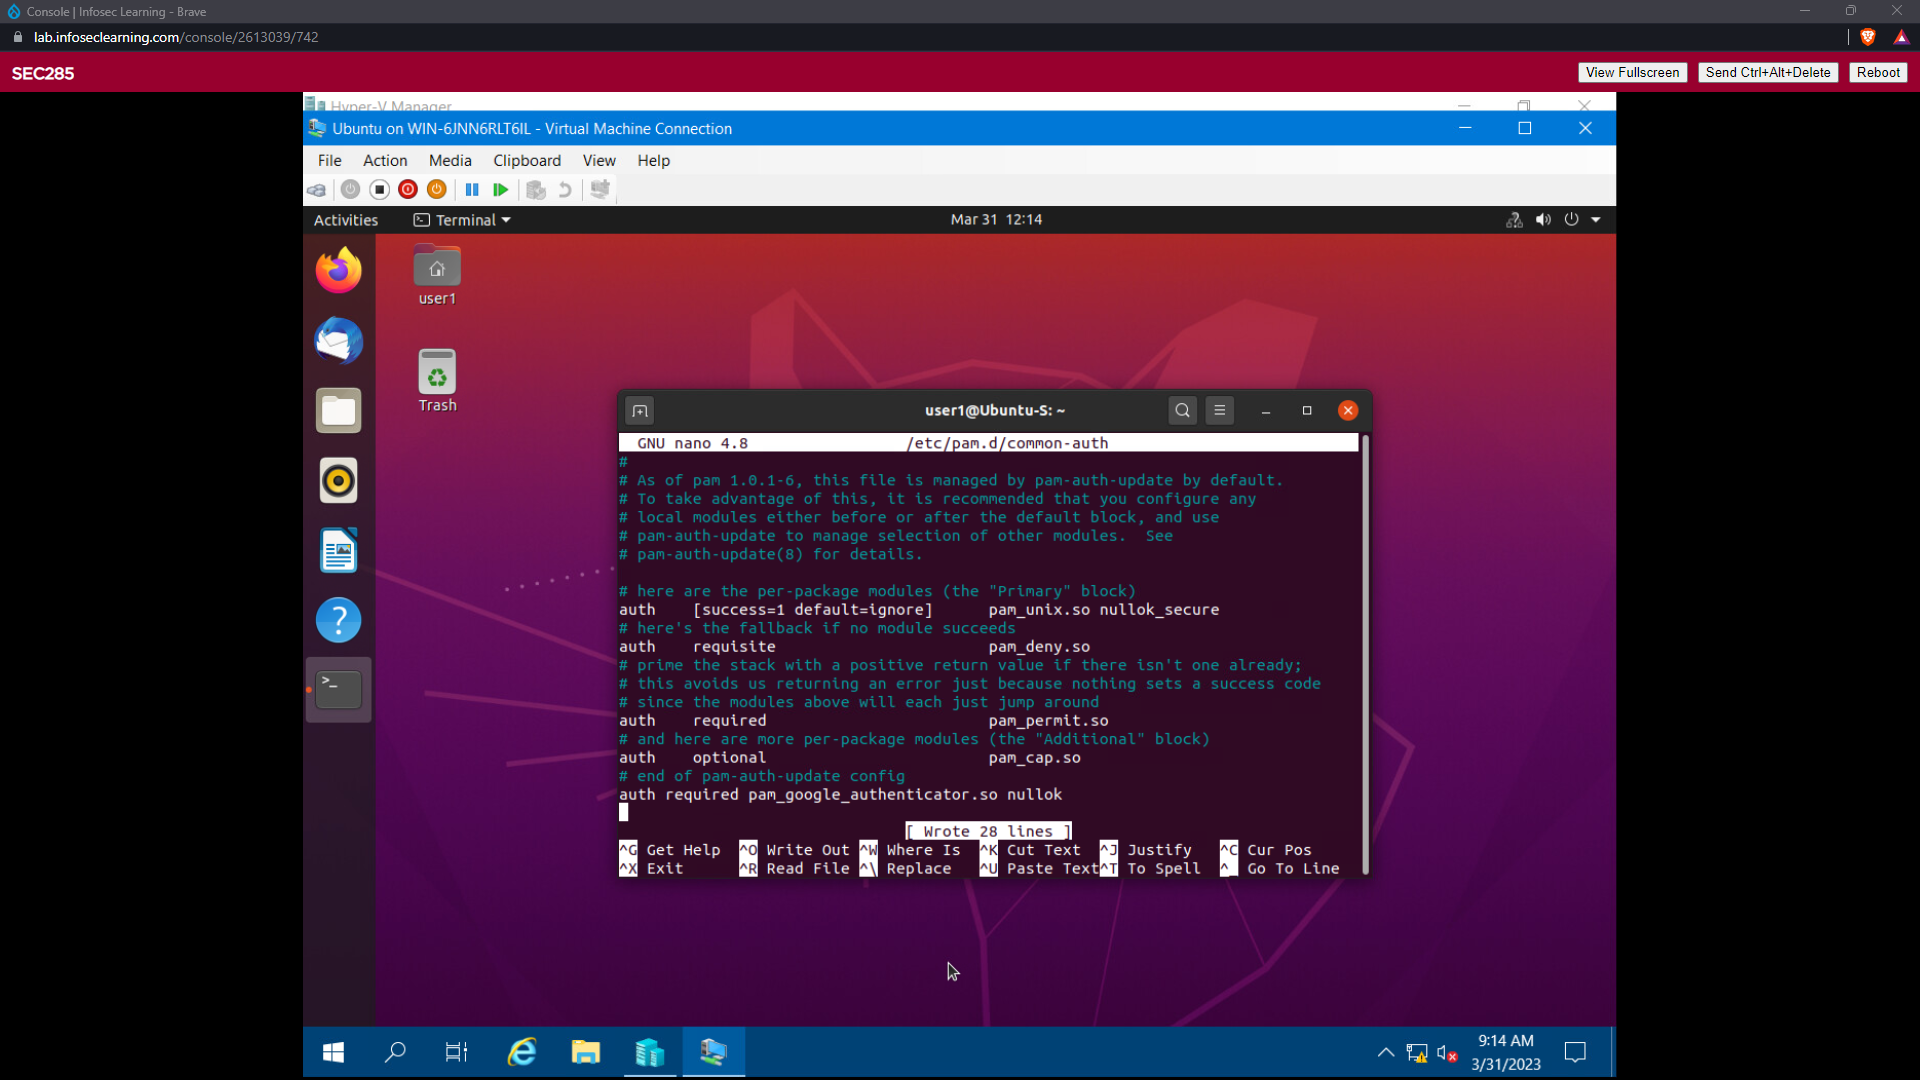 Console | Infosec Learning - Brave
lab.infoseclearning.com/console/2613039/742
SEC285
View Fullscreen
Send Ctrl+Alt+Delete
Reboot
Hyper-V Manager
Ubuntu on WIN-6JNN6RLT6IL - Virtual Machine Connection
File Action Media Clipboard View Help
Activities
Terminal
Mar 31 12:14
user1
Trash
user1@Ubuntu-S: ~
GNU nano 4.8 /etc/pam.d/common-auth
#
# As of pam 1.0.1-6, this file is managed by pam-auth-update by default.
# To take advantage of this, it is recommended that you configure any
# local modules either before or after the default block, and use
# pam-auth-update to manage selection of other modules.  See
# pam-auth-update(8) for details.
# here are the per-package modules (the "Primary" block)
auth    [success=1 default=ignore]      pam_unix.so nullok_secure
# here's the fallback if no module succeeds
auth    requisite                       pam_deny.so
# prime the stack with a positive return value if there isn't one already;
# this avoids us returning an error just because nothing sets a success code
# since the modules above will each just jump around
auth    required                        pam_permit.so
# and here are more per-package modules (the "Additional" block)
auth    optional                        pam_cap.so
# end of pam-auth-update config
auth required pam_google_authenticator.so nullok
[ Wrote 28 lines ]
^G Get Help ^O Write Out ^W Where Is ^K Cut Text ^J Justify ^C Cur Pos
^X Exit ^R Read File ^\ Replace ^U Paste Text ^T To Spell ^_ Go To Line
9:14 AM
3/31/2023